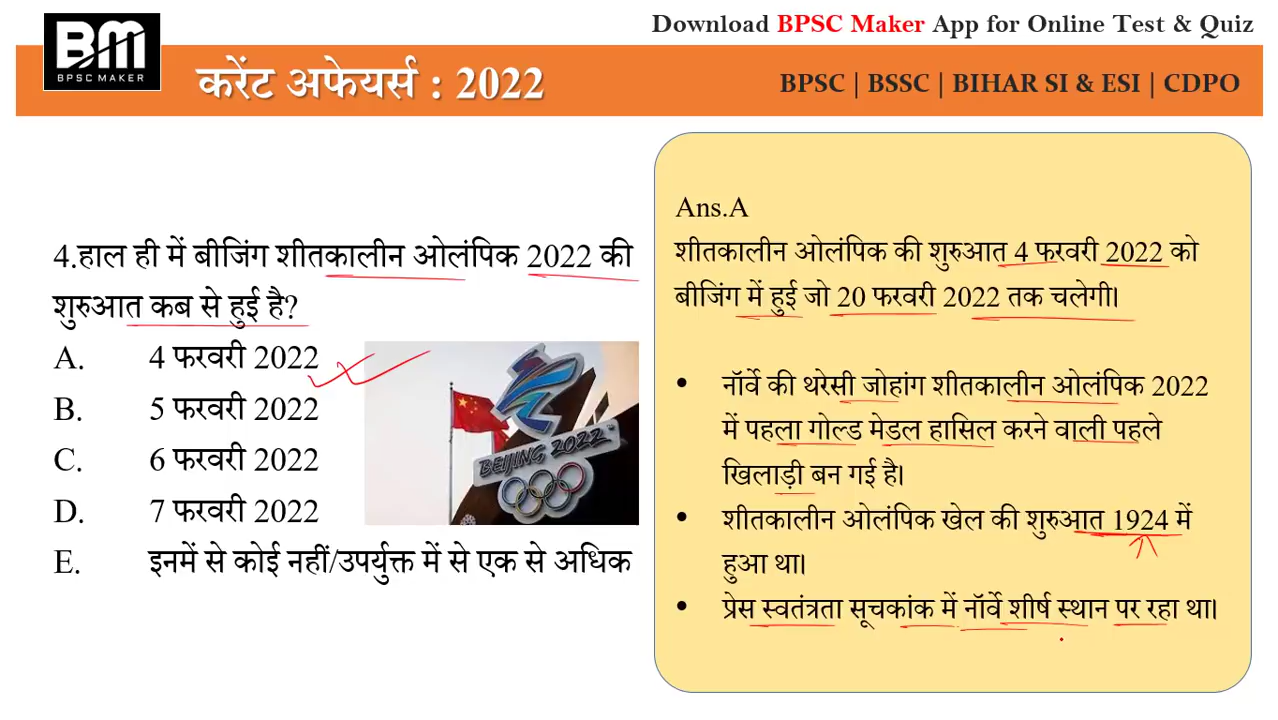 Download BPSC Maker App for Online Test & Quiz
BM
BPSC MAKER
करेंट अफेयर्स : 2022
BPSC | BSSC | BIHAR SI & ESI | CDPO
4.हाल ही में बीजिंग शीतकालीन ओलंपिक 2022 की
शुरुआत कब से हुई है?
A. 4 फरवरी 2022
B. 5 फरवरी 2022
C. 6 फरवरी 2022
D. 7 फरवरी 2022
E. इनमें से कोई नहीं/उपर्युक्त में से एक से अधिक
BEIJING 2022
Ans.A
शीतकालीन ओलंपिक की शुरुआत 4 फरवरी 2022 को
बीजिंग में हुई जो 20 फरवरी 2022 तक चलेगी।
• नॉर्वे की थरेसी जोहांग शीतकालीन ओलंपिक 2022
में पहला गोल्ड मेडल हासिल करने वाली पहले
खिलाड़ी बन गई है।
• शीतकालीन ओलंपिक खेल की शुरुआत 1924 में
हुआ था।
• प्रेस स्वतंत्रता सूचकांक में नॉर्वे शीर्ष स्थान पर रहा था।